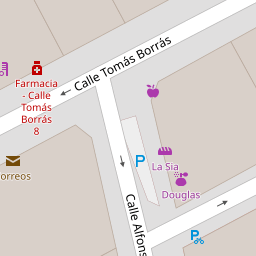 Calle Tomás Borrás
Farmacia
- Calle
Tomás
Borrás
8
P
La Sia
Douglas
orreos
Calle Alfons
P